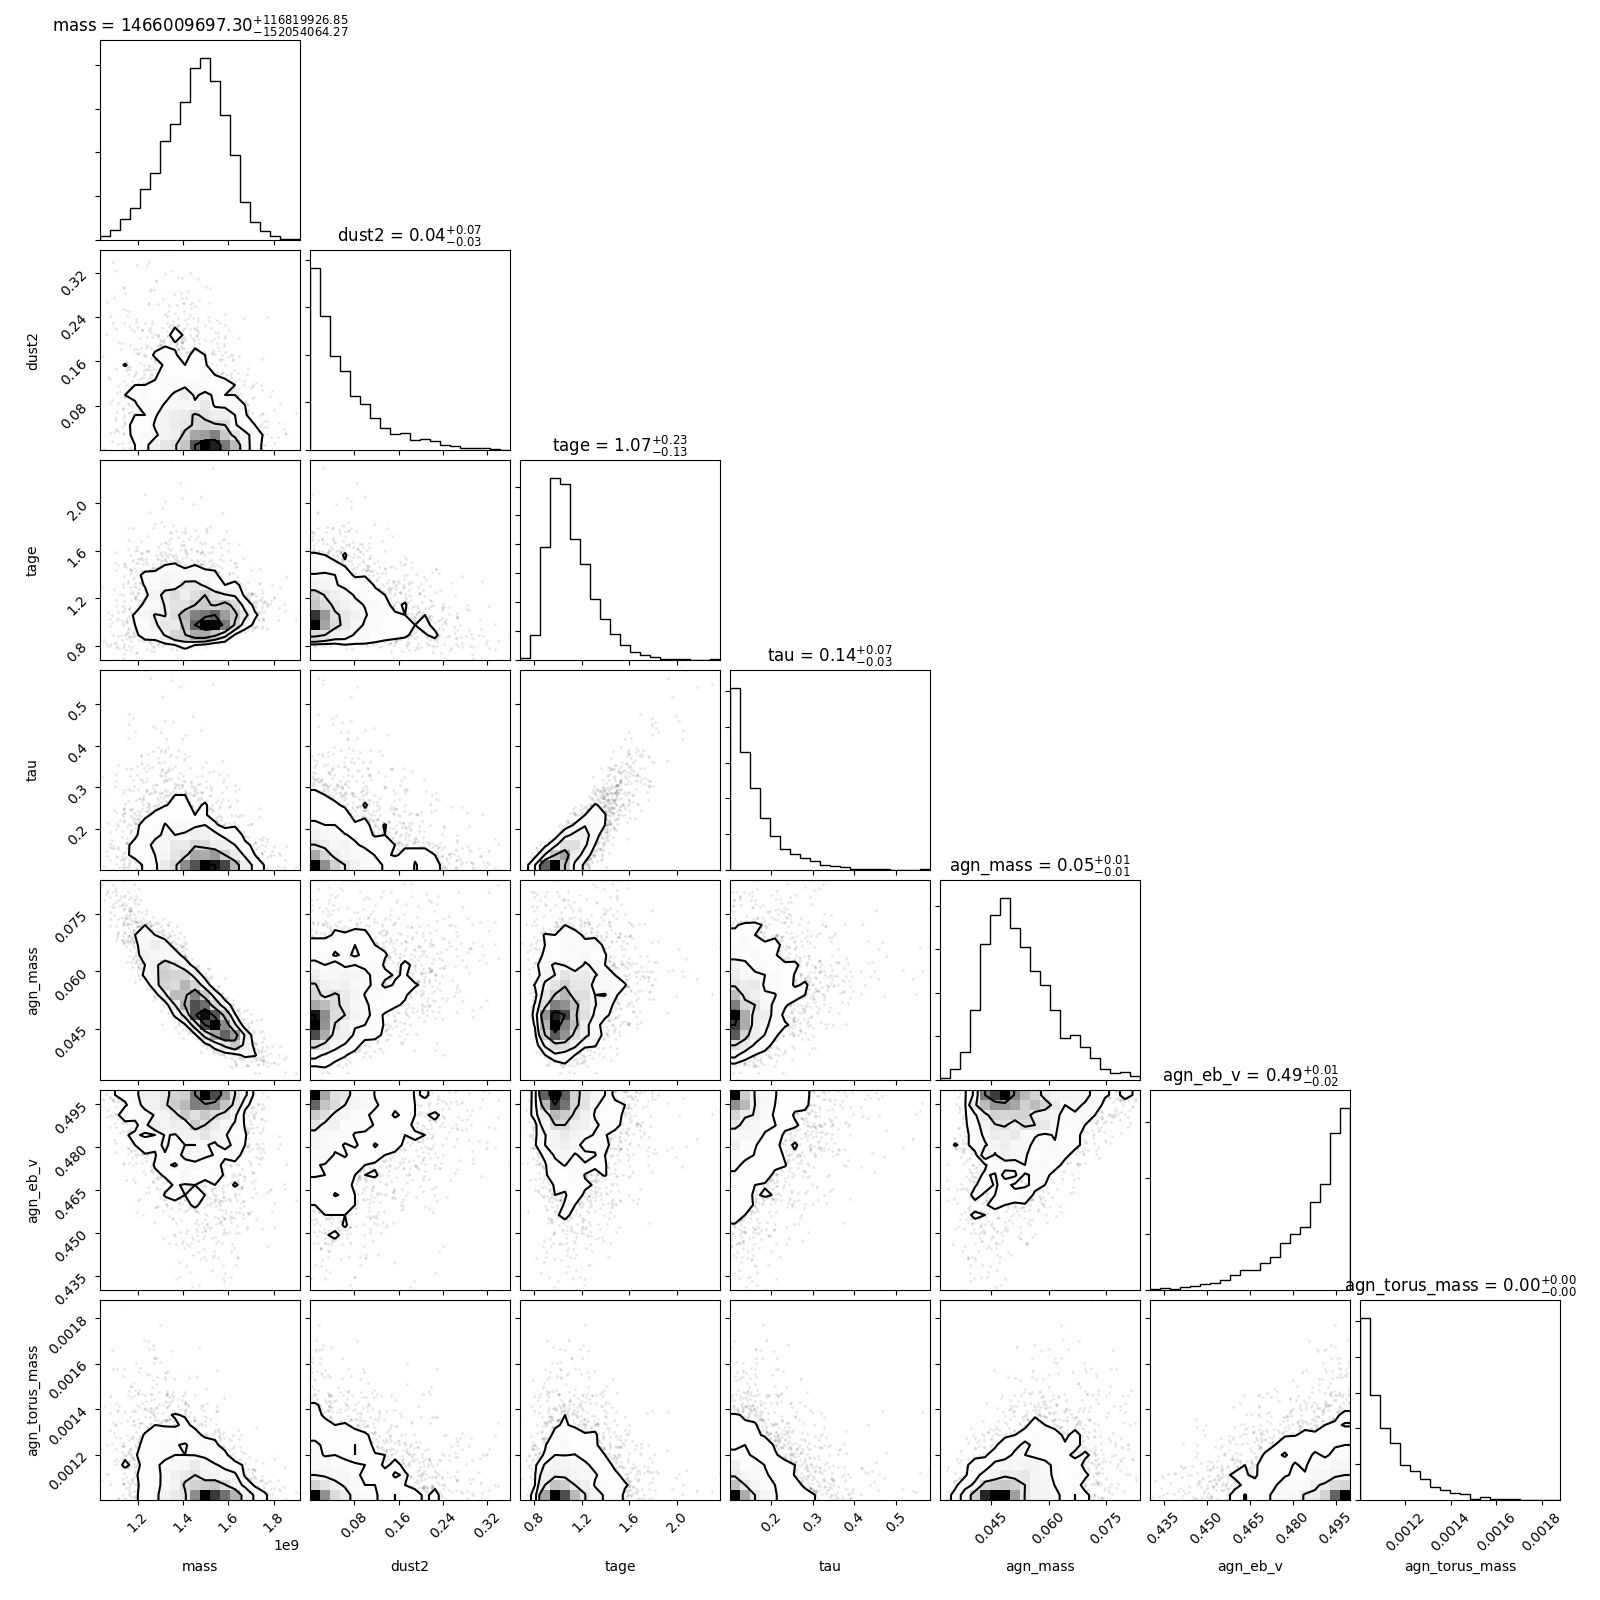 mass = 1466009697.30+116819926.85−152054064.27
dust2 = 0.04+0.07−0.03
dust2
0.32
0.24
0.16
0.08
tage = 1.07+0.23−0.13
tage
2.0
1.6
1.2
0.8
tau = 0.14+0.07−0.03
tau
0.5
0.4
0.3
0.2
agn_mass = 0.05+0.01−0.01
agn_mass
0.075
0.060
0.045
agn_eb_v = 0.49+0.01−0.02
agn_eb_v
0.495
0.480
0.465
0.450
0.435
agn_torus_mass = 0.00+0.00−0.00
agn_torus_mass
0.0018
0.0016
0.0014
0.0012
1.2 1.4 1.6 1.8 0.08 0.16 0.24 0.32 0.8 1.2 1.6 2.0 0.2 0.3 0.4 0.5 0.045 0.060 0.075 0.435 0.450 0.465 0.480 0.495 0.0012 0.0014 0.0016 0.0018
1e9
mass dust2 tage tau agn_mass agn_eb_v agn_torus_mass